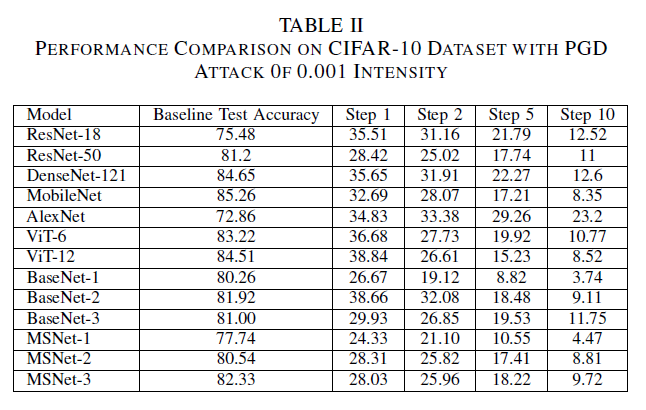 TABLE II
PERFORMANCE COMPARISON ON CIFAR-10 DATASET WITH PGD
ATTACK 0F 0.001 INTENSITY
Model Baseline Test Accuracy Step 1 Step 2 Step 5 Step 10
ResNet-18 75.48 35.51 31.16 21.79 12.52
ResNet-50 81.2 28.42 25.02 17.74 11
DenseNet-121 84.65 35.65 31.91 22.27 12.6
MobileNet 85.26 32.69 28.07 17.21 8.35
AlexNet 72.86 34.83 33.38 29.26 23.2
ViT-6 83.22 36.68 27.73 19.92 10.77
ViT-12 84.51 38.84 26.61 15.23 8.52
BaseNet-1 80.26 26.67 19.12 8.82 3.74
BaseNet-2 81.92 38.66 32.08 18.48 9.11
BaseNet-3 81.00 29.93 26.85 19.53 11.75
MSNet-1 77.74 24.33 21.10 10.55 4.47
MSNet-2 80.54 28.31 25.82 17.41 8.81
MSNet-3 82.33 28.03 25.96 18.22 9.72